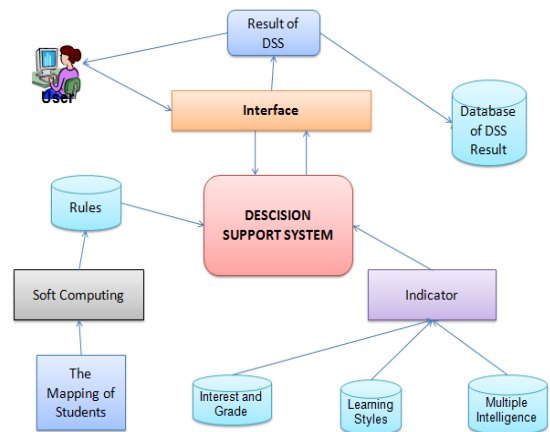 Result of
DSS
User
Interface
Database
of DSS
Result
Rules
DESCISION
SUPPORT SYSTEM
Soft Computing
Indicator
The
Mapping of
Students
Interest and
Grade
Learning
Styles
Multiple
Intelligence